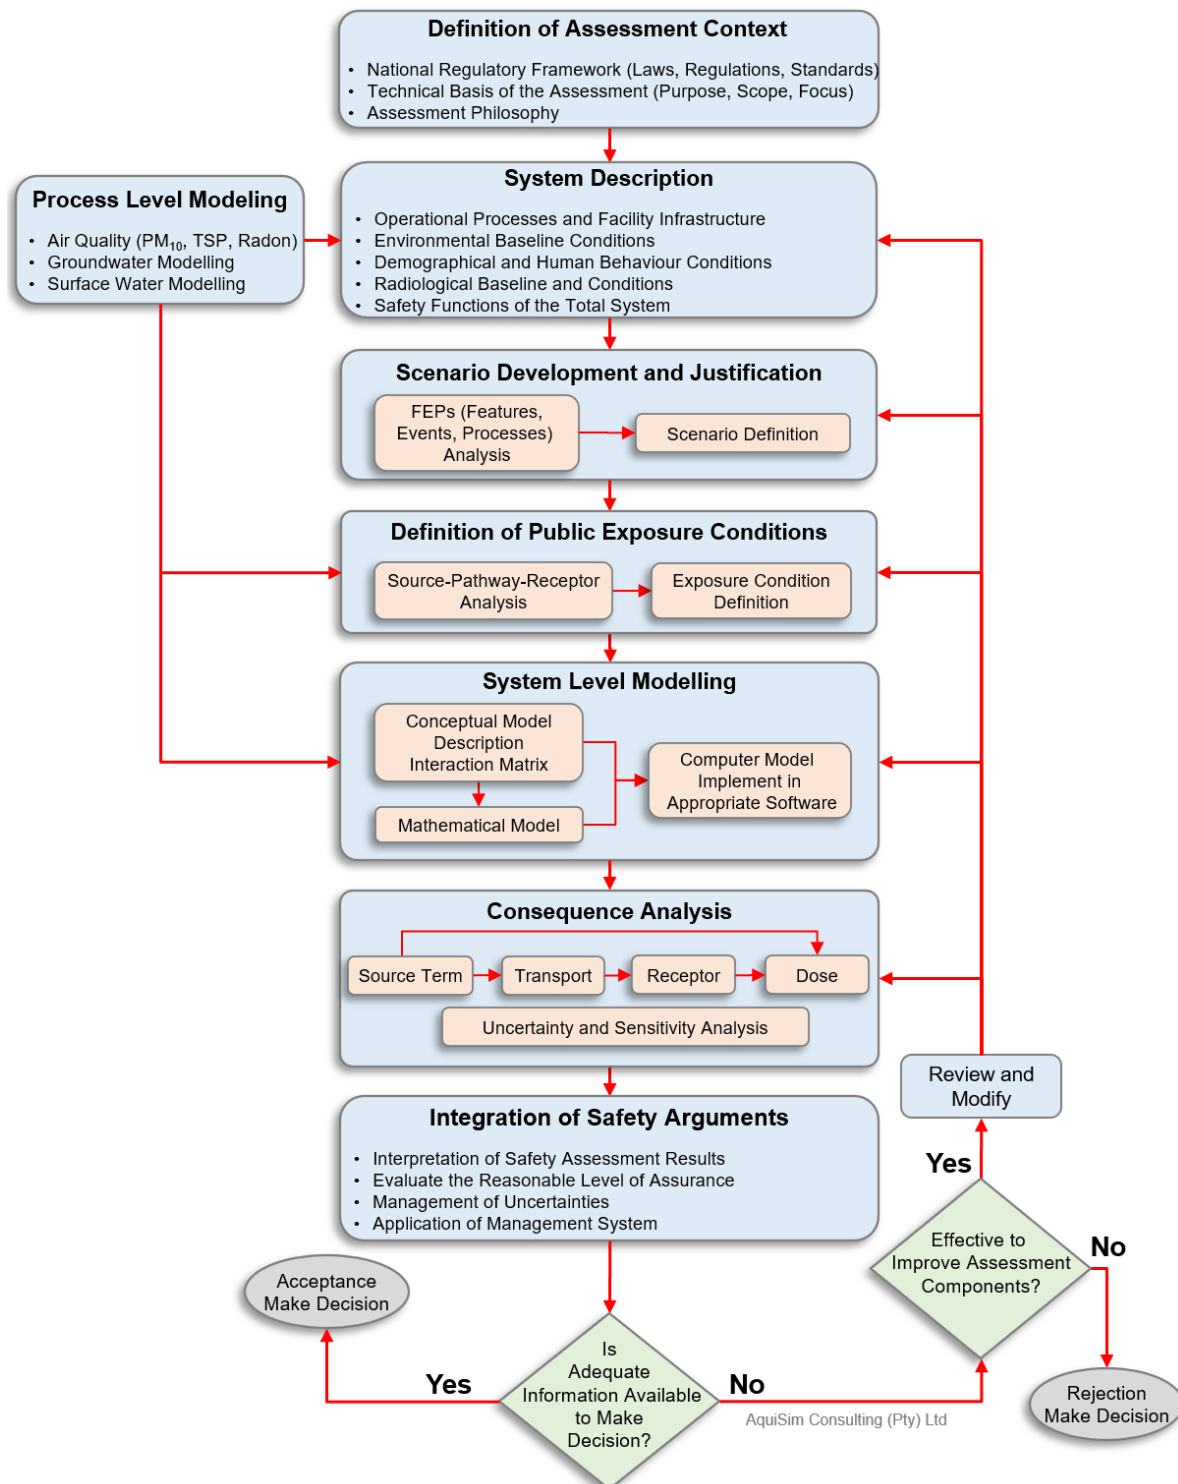 Definition of Assessment Context
• National Regulatory Framework (Laws, Regulations, Standards)
• Technical Basis of the Assessment (Purpose, Scope, Focus)
• Assessment Philosophy
Process Level Modeling
• Air Quality (PM₁₀, TSP, Radon)
• Groundwater Modelling
• Surface Water Modelling
System Description
• Operational Processes and Facility Infrastructure
• Environmental Baseline Conditions
• Demographical and Human Behaviour Conditions
• Radiological Baseline and Conditions
• Safety Functions of the Total System
Scenario Development and Justification
FEPs (Features,
Events, Processes)
Analysis
Scenario Definition
Definition of Public Exposure Conditions
Source-Pathway-Receptor
Analysis
Exposure Condition
Definition
System Level Modelling
Conceptual Model
Description
Interaction Matrix
Mathematical Model
Computer Model
Implement in
Appropriate Software
Consequence Analysis
Source Term
Transport
Receptor
Dose
Uncertainty and Sensitivity Analysis
Integration of Safety Arguments
• Interpretation of Safety Assessment Results
• Evaluate the Reasonable Level of Assurance
• Management of Uncertainties
• Application of Management System
Review and
Modify
Yes
Effective to
Improve Assessment
Components?
No
Rejection
Make Decision
Acceptance
Make Decision
Yes
Is
Adequate
Information Available
to Make
Decision?
No
AquiSim Consulting (Pty) Ltd